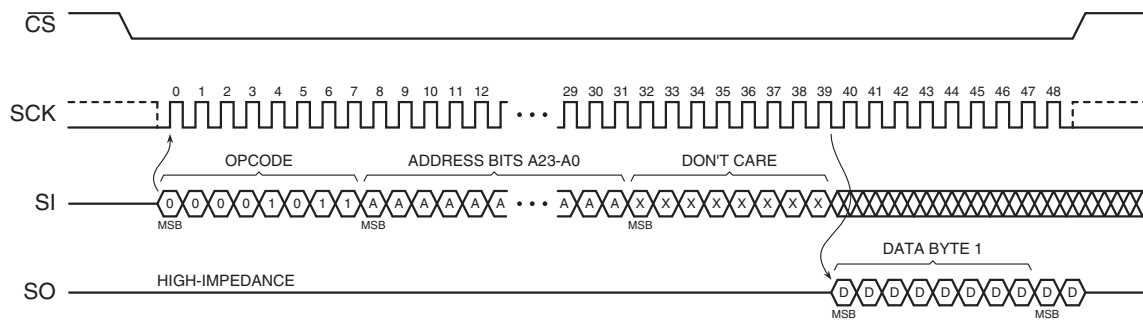 CS
0 1 2 3 4 5 6 7 8 9 10 11 12 29 30 31 32 33 34 35 36 37 38 39 40 41 42 43 44 45 46 47 48
SCK
OPCODE ADDRESS BITS A23-A0 DON'T CARE
SI 0 0 0 0 1 0 1 1 A A A A A A A A A X X X X X X X X
MSB MSB MSB
DATA BYTE 1
HIGH-IMPEDANCE
SO D D D D D D D D D D
MSB MSB